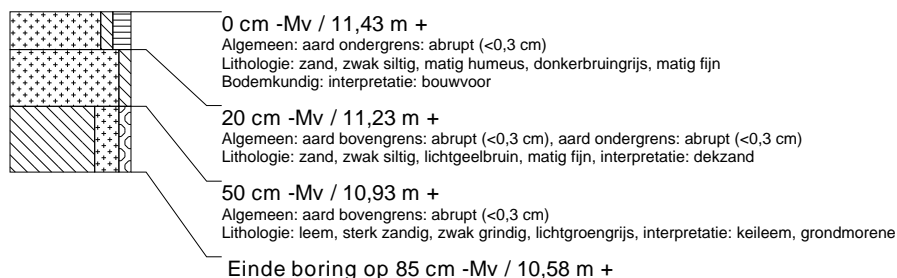 0 cm -Mv / 11,43 m +
Algemeen: aard ondergrens: abrupt (<0,3 cm)
Lithologie: zand, zwak siltig, matig humeus, donkerbruingrijs, matig fijn
Bodemkundig: interpretatie: bouwvoor
20 cm -Mv / 11,23 m +
Algemeen: aard bovengrens: abrupt (<0,3 cm), aard ondergrens: abrupt (<0,3 cm)
Lithologie: zand, zwak siltig, lichtgeelbruin, matig fijn, interpretatie: dekzand
50 cm -Mv / 10,93 m +
Algemeen: aard bovengrens: abrupt (<0,3 cm)
Lithologie: leem, sterk zandig, zwak grindig, lichtgroengrijs, interpretatie: keileem, grondmorene
Einde boring op 85 cm -Mv / 10,58 m +